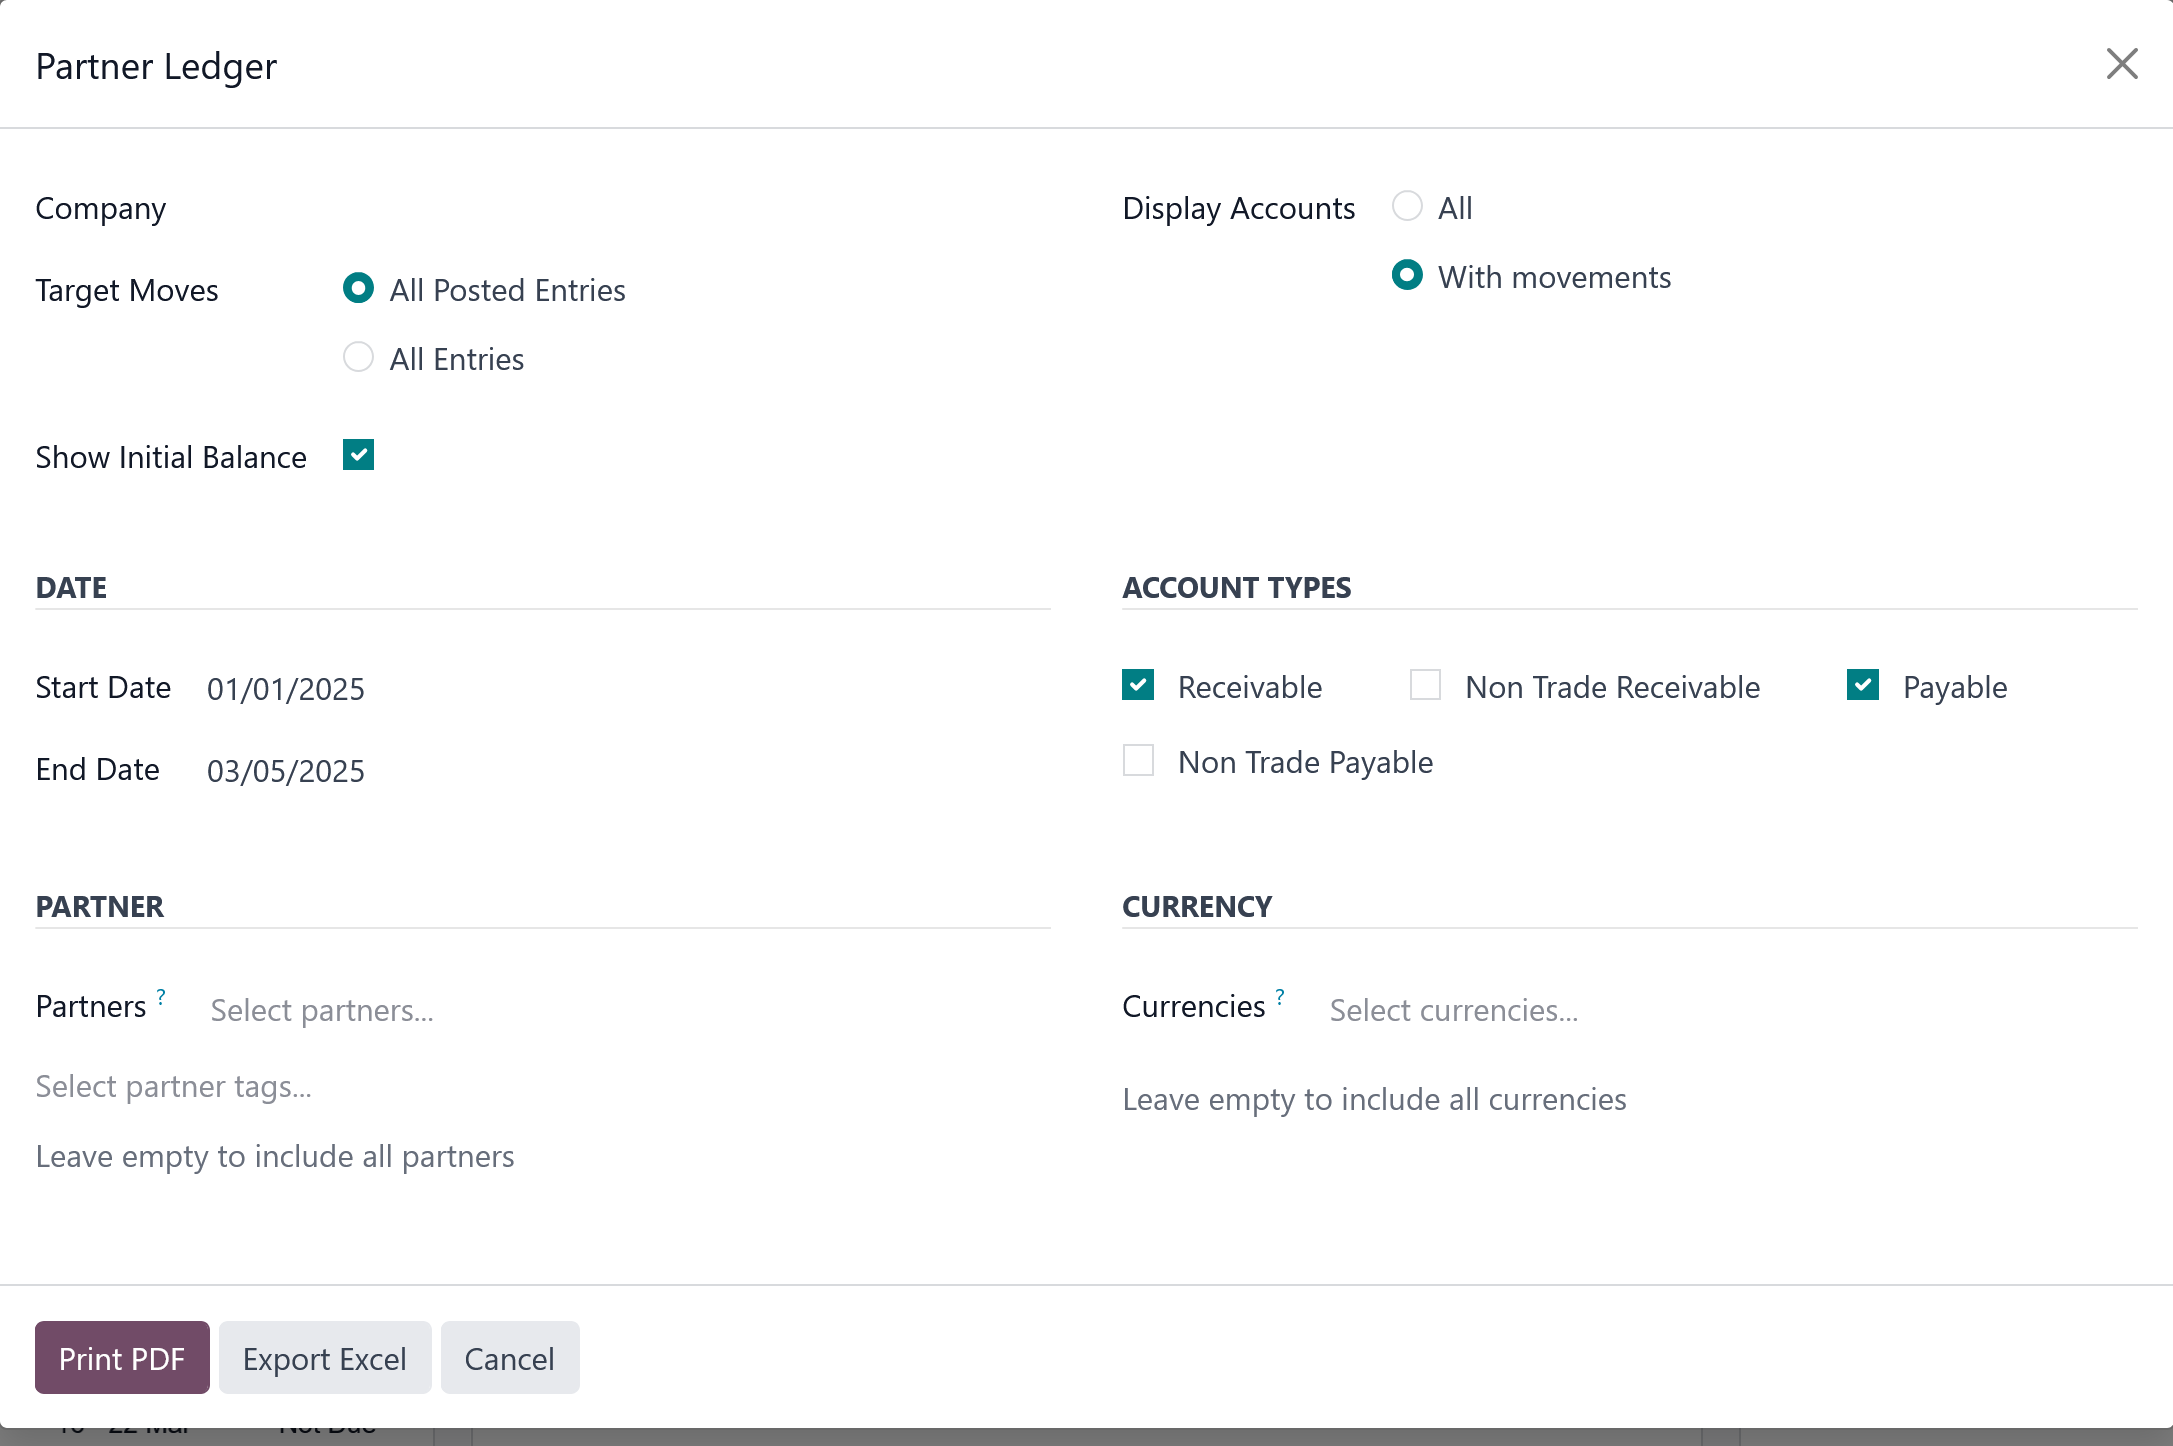 Partner Ledger
Company
Target Moves
All Posted Entries
All Entries
Show Initial Balance
Display Accounts
All
With movements
DATE
Start Date 01/01/2025
End Date 03/05/2025
ACCOUNT TYPES
Receivable Non Trade Receivable Payable
Non Trade Payable
PARTNER
Partners ? Select partners...
Select partner tags...
Leave empty to include all partners
CURRENCY
Currencies ? Select currencies...
Leave empty to include all currencies
Print PDF Export Excel Cancel